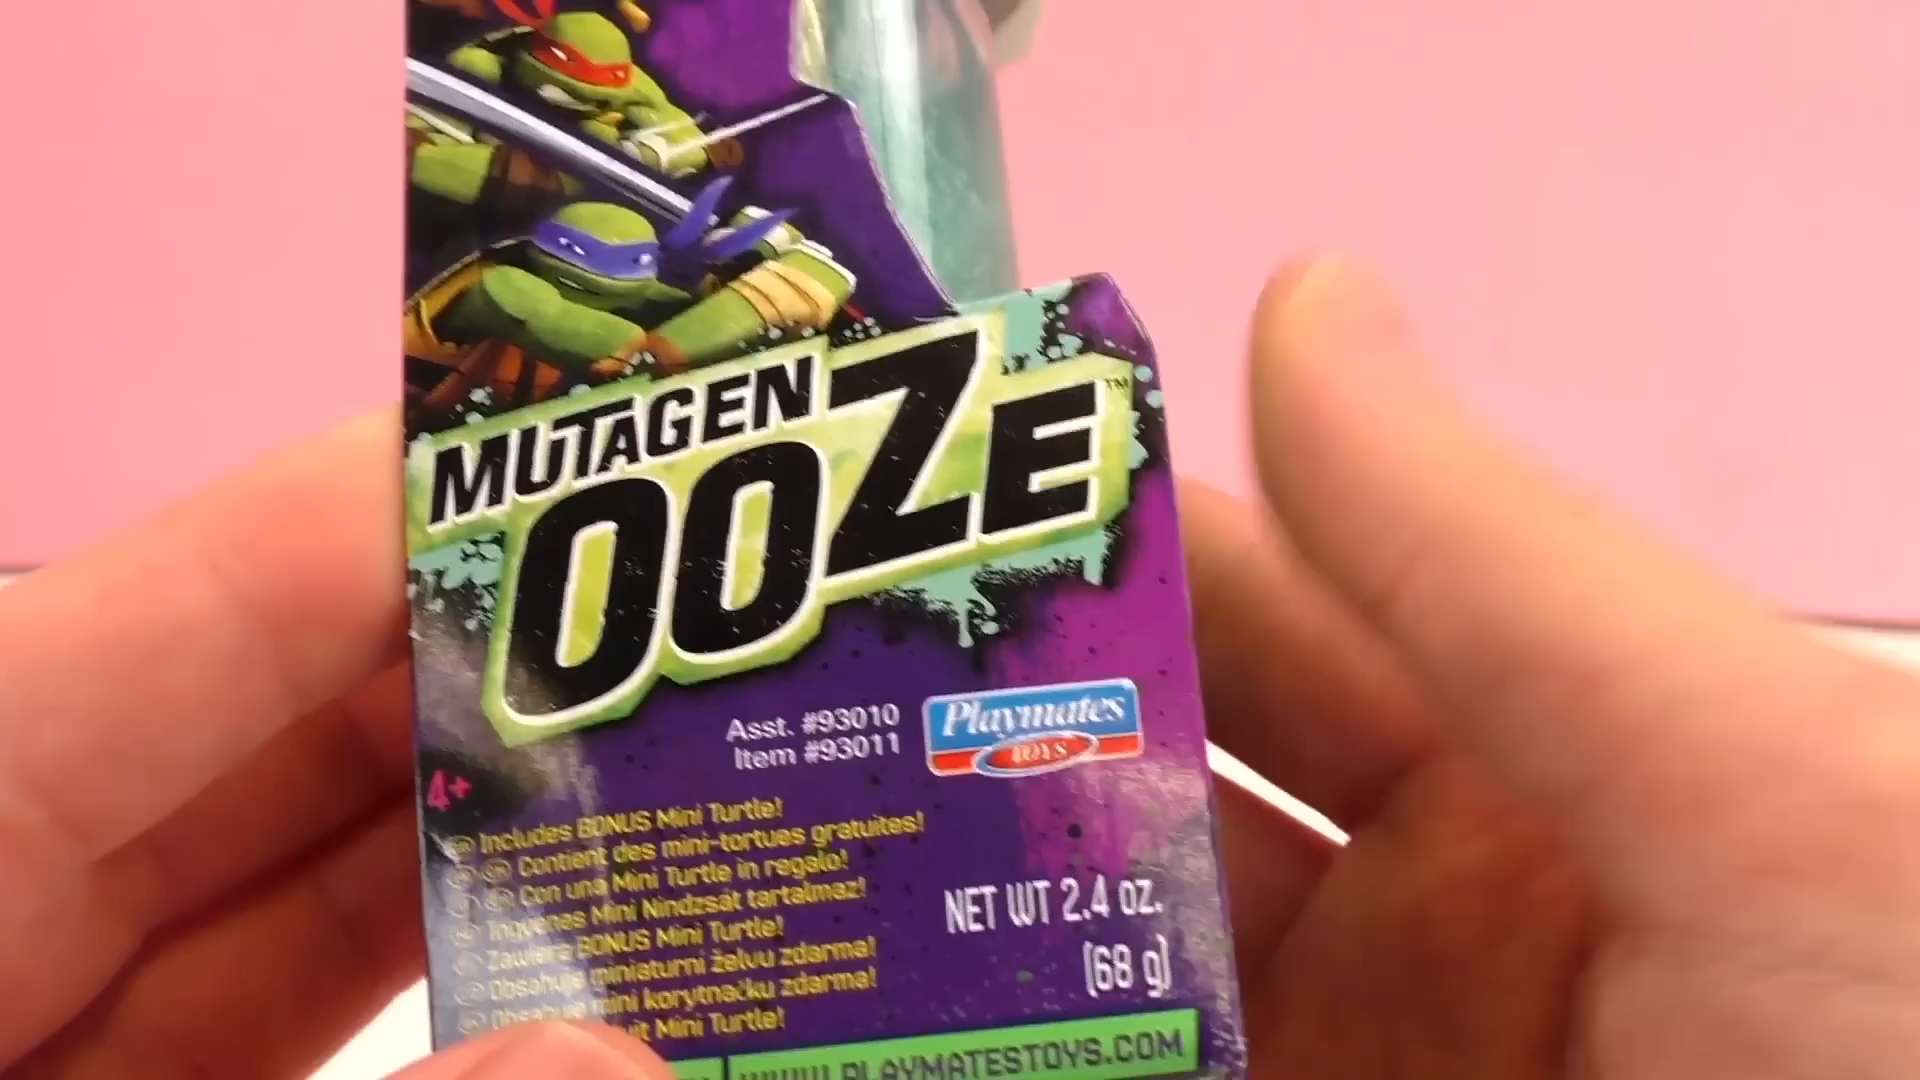 MUTAGEN
OOZE™
Asst. #93010
Item #93011
Playmates
TOYS
4+
Includes BONUS Mini Turtle!
Contient des mini-tortues gratuites!
Con una Mini Turtle in regalo!
Ingyenes Mini Nindzsát tartalmaz!
Zawiera BONUS Mini Turtle!
Obsahuje miniaturní želvu zdarma!
Obsahuje mini korytnačku zdarma!
Mini Turtle!
NET WT 2.4 OZ.
(68 g)
WWW.PLAYMATESTOYS.COM